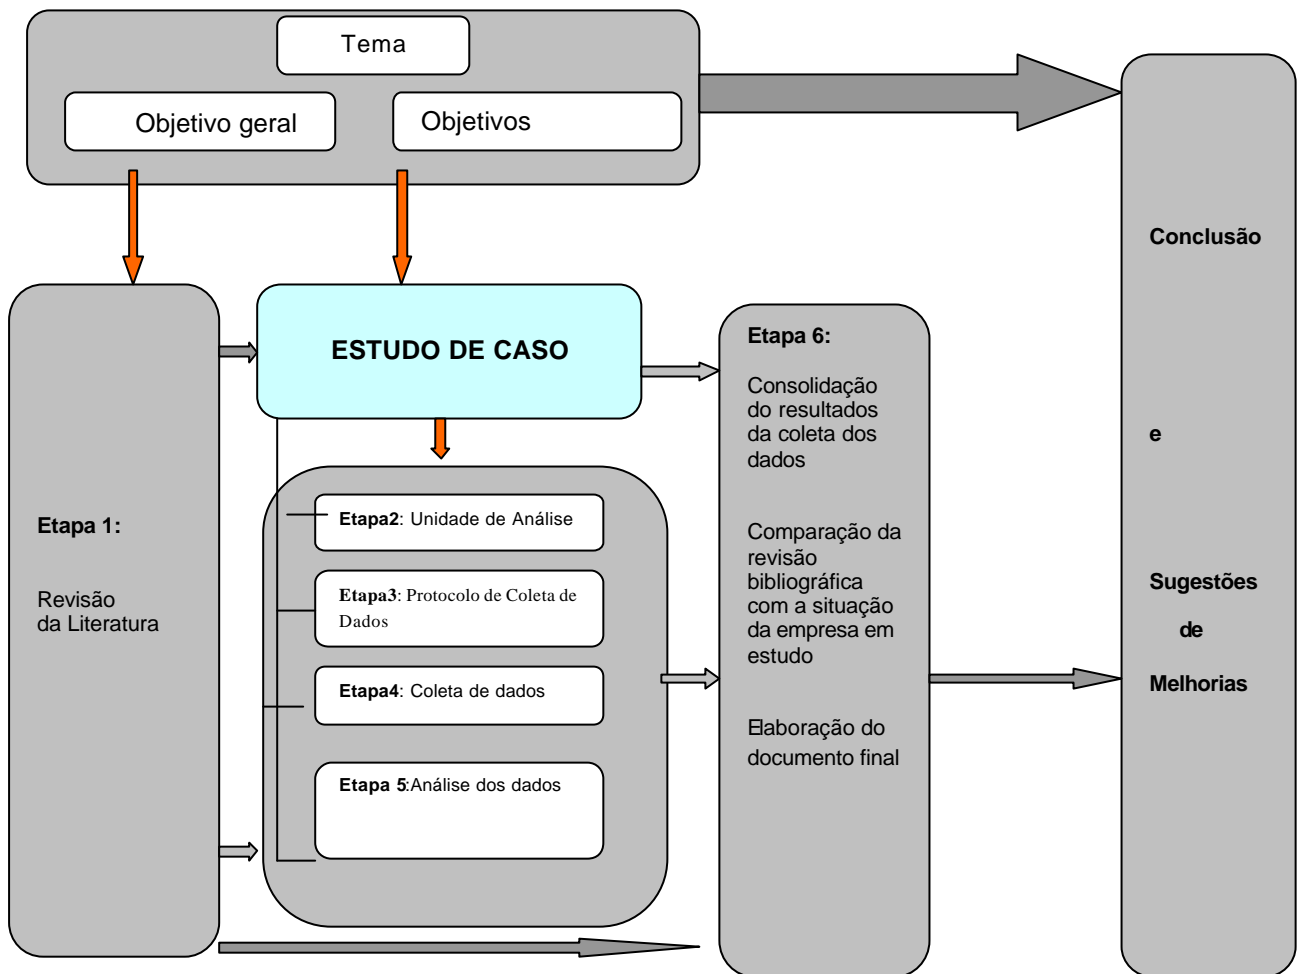 Tema
Objetivo geral
Objetivos
Etapa 1:
Revisão
da Literatura
ESTUDO DE CASO
Etapa2: Unidade de Análise
Etapa3: Protocolo de Coleta de
Dados
Etapa4: Coleta de dados
Etapa 5:Análise dos dados
Etapa 6:
Consolidação
do resultados
da coleta dos
dados
Comparação da
revisão
bibliográfica
com a situação
da empresa em
estudo
Elaboração do
documento final
Conclusão
e
Sugestões
de
Melhorias